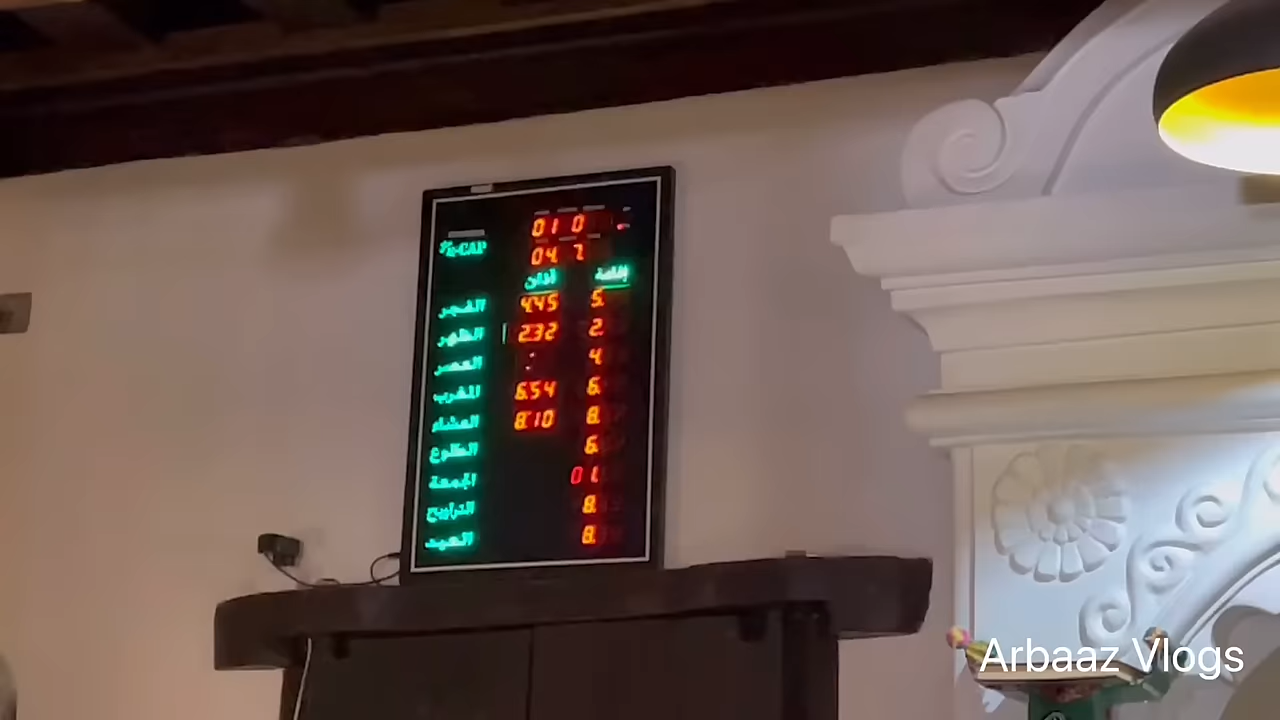 01 0
04. 2
أذان إقامة
الفجر 4.45 5.
الظهر 2.32 2.
العصر 4.
المغرب 6.54 6.
العشاء 8.10 8.
الطلوع 6.
الجمعة 01.
التراويح 8.
العيد 8.
Arbaaz Vlogs